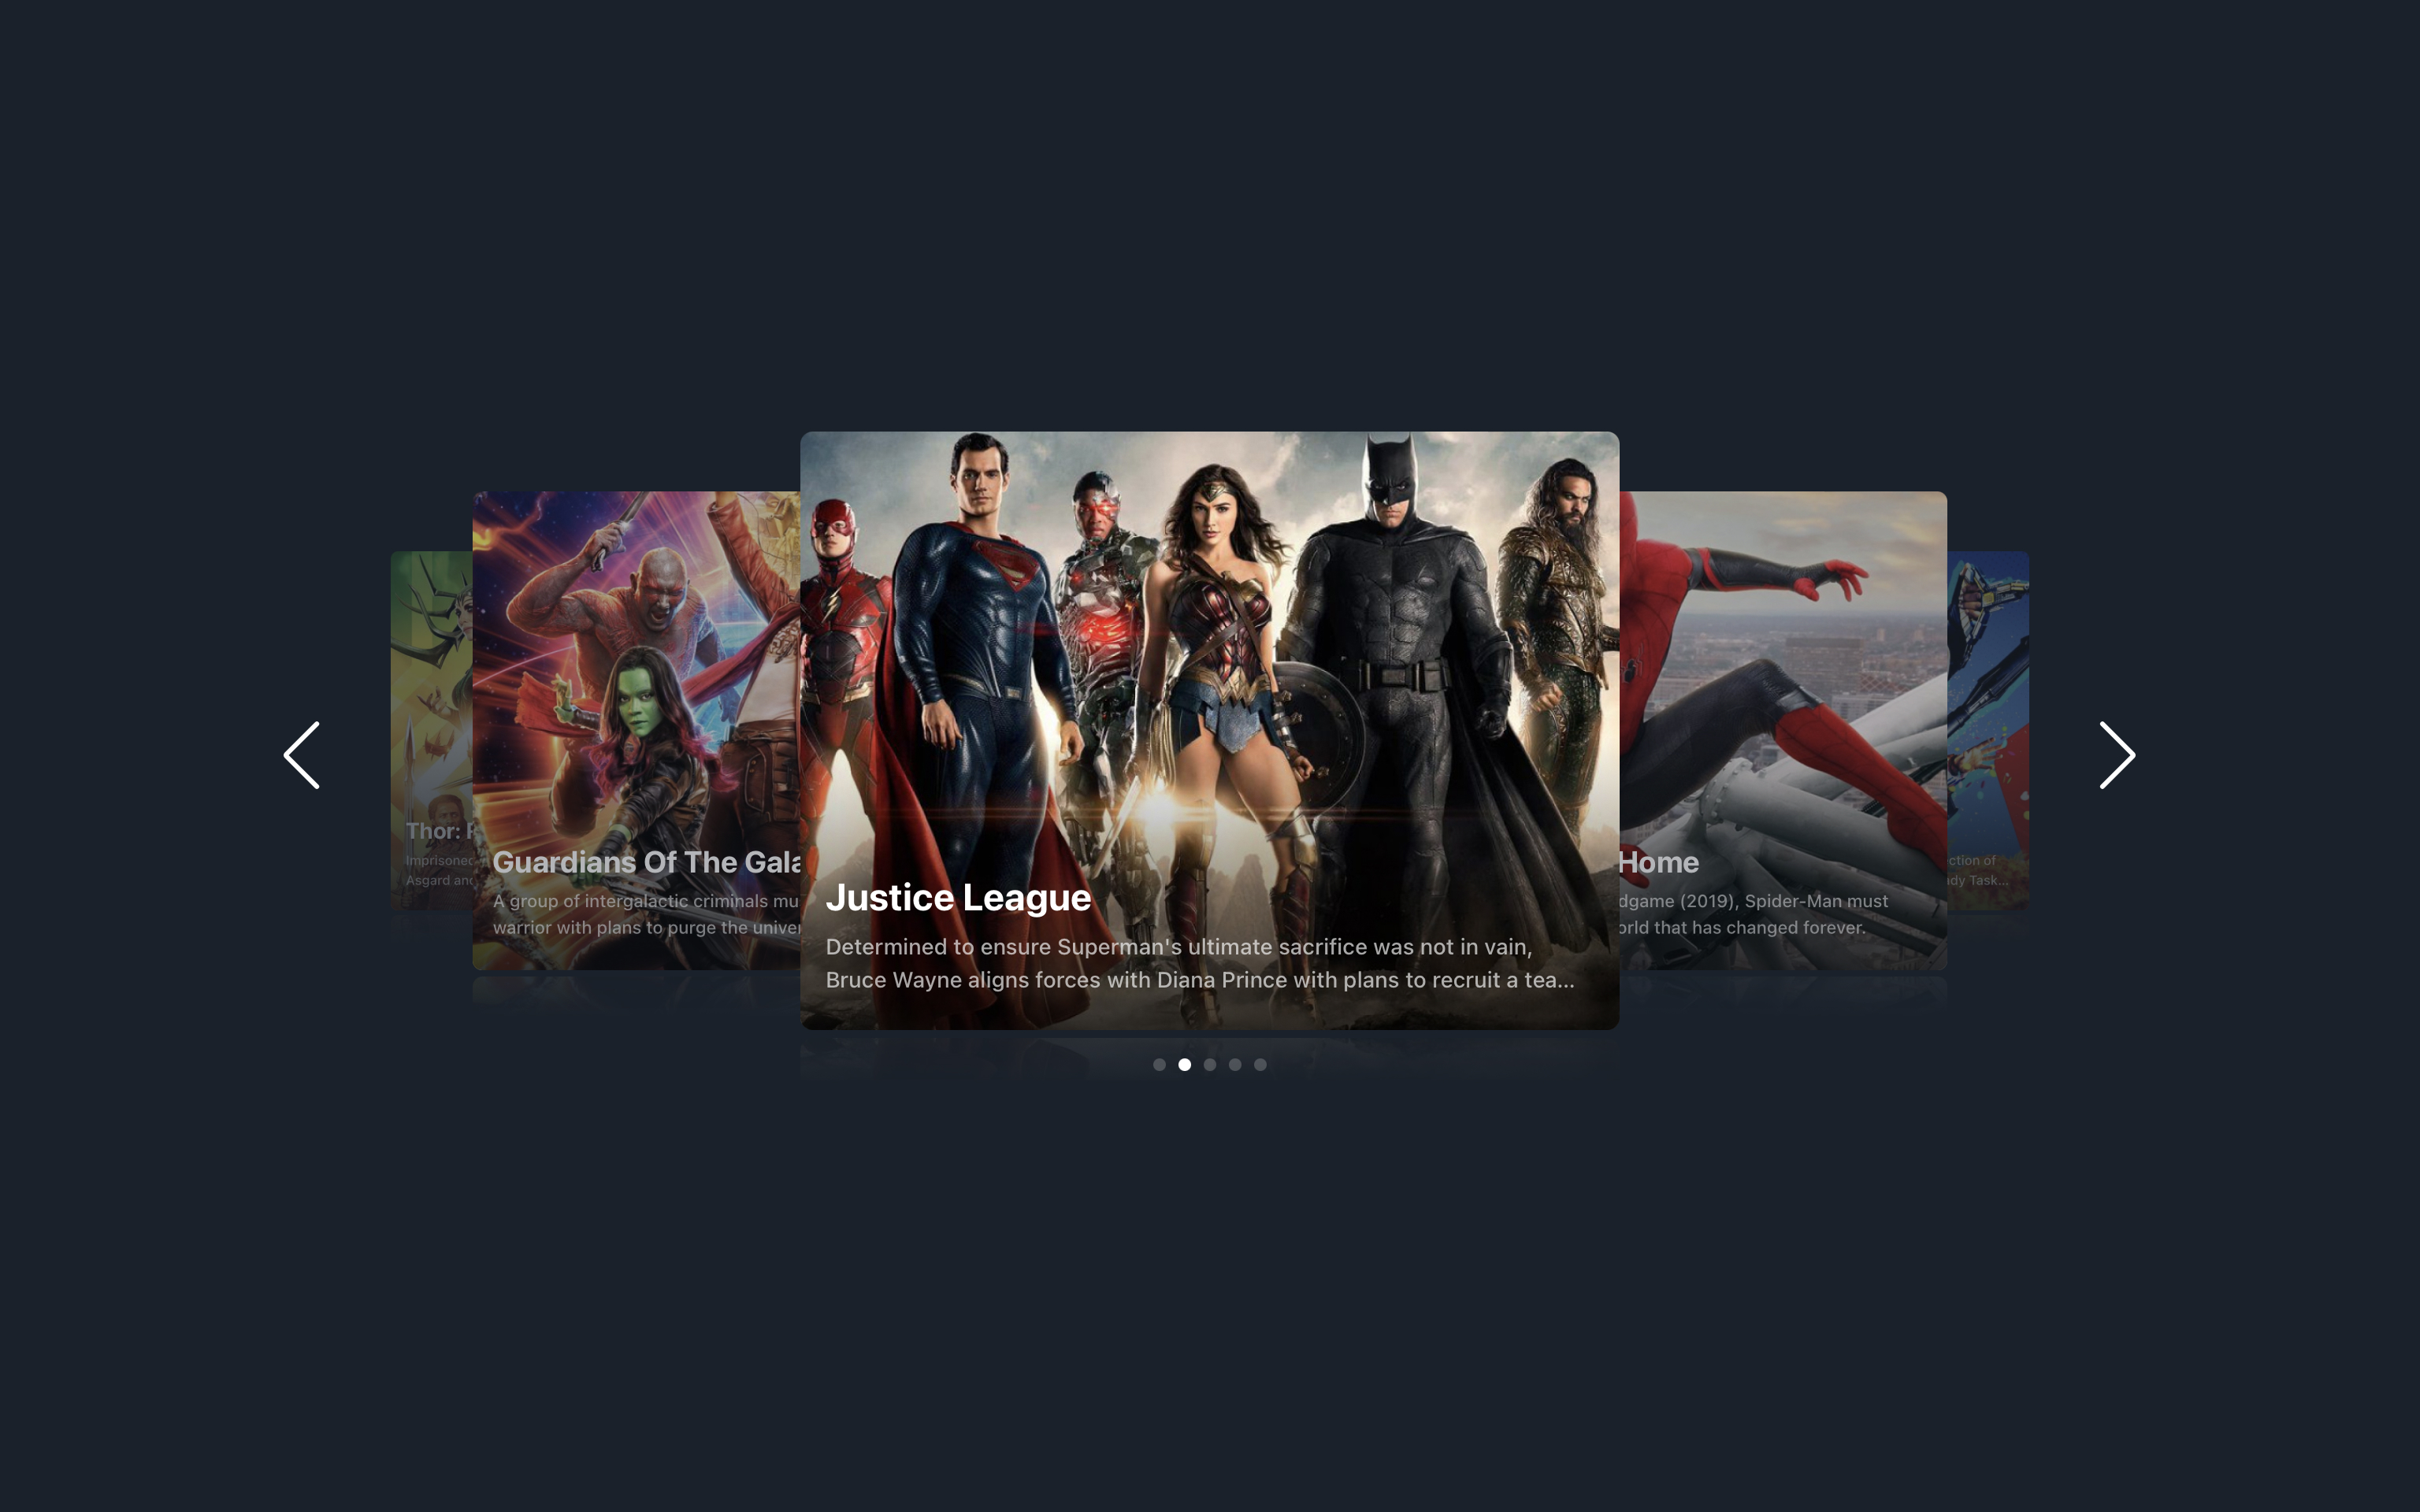 Thor:
Imprisoned
Asgard and
Guardians Of The Gala
A group of intergalactic criminals mu
warrior with plans to purge the univer
Justice League
Determined to ensure Superman's ultimate sacrifice was not in vain,
Bruce Wayne aligns forces with Diana Prince with plans to recruit a tea...
Home
dgame (2019), Spider-Man must
orld that has changed forever.
ction of
dy Task...